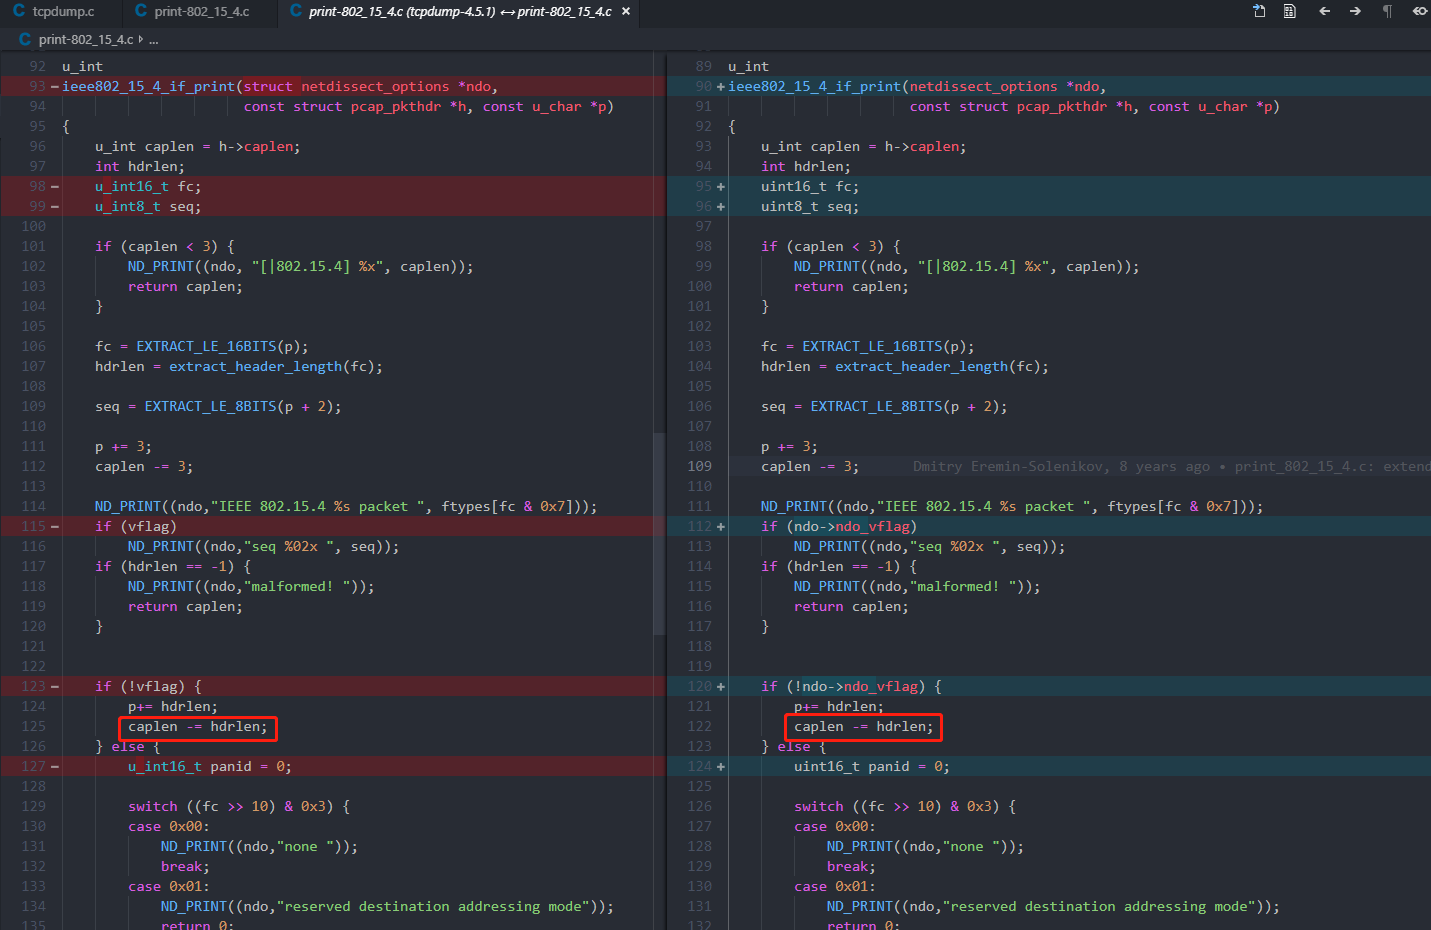 C tcpdump.c
C print-802_15_4.c
C print-802_15_4.c (tcpdump-4.5.1) ↔ print-802_15_4.c ×
C print-802_15_4.c ▸ ...
92 u_int
93 − ieee802_15_4_if_print(struct netdissect_options *ndo,
94 const struct pcap_pkthdr *h, const u_char *p)
95 {
96 u_int caplen = h->caplen;
97 int hdrlen;
98 − u_int16_t fc;
99 − u_int8_t seq;
100
101 if (caplen < 3) {
102 ND_PRINT((ndo, "[|802.15.4] %x", caplen));
103 return caplen;
104 }
105
106 fc = EXTRACT_LE_16BITS(p);
107 hdrlen = extract_header_length(fc);
108
109 seq = EXTRACT_LE_8BITS(p + 2);
110
111 p += 3;
112 caplen -= 3;
113
114 ND_PRINT((ndo,"IEEE 802.15.4 %s packet ", ftypes[fc & 0x7]));
115 − if (vflag)
116 ND_PRINT((ndo,"seq %02x ", seq));
117 if (hdrlen == -1) {
118 ND_PRINT((ndo,"malformed! "));
119 return caplen;
120 }
121
122
123 − if (!vflag) {
124 p+= hdrlen;
125 caplen -= hdrlen;
126 } else {
127 − u_int16_t panid = 0;
128
129 switch ((fc >> 10) & 0x3) {
130 case 0x00:
131 ND_PRINT((ndo,"none "));
132 break;
133 case 0x01:
134 ND_PRINT((ndo,"reserved destination addressing mode"));
135 return 0;
89 u_int
90 + ieee802_15_4_if_print(netdissect_options *ndo,
91 const struct pcap_pkthdr *h, const u_char *p)
92 {
93 u_int caplen = h->caplen;
94 int hdrlen;
95 + uint16_t fc;
96 + uint8_t seq;
97
98 if (caplen < 3) {
99 ND_PRINT((ndo, "[|802.15.4] %x", caplen));
100 return caplen;
101 }
102
103 fc = EXTRACT_LE_16BITS(p);
104 hdrlen = extract_header_length(fc);
105
106 seq = EXTRACT_LE_8BITS(p + 2);
107
108 p += 3;
109 caplen -= 3; Dmitry Eremin-Solenikov, 8 years ago • print_802_15_4.c: extend
110
111 ND_PRINT((ndo,"IEEE 802.15.4 %s packet ", ftypes[fc & 0x7]));
112 + if (ndo->ndo_vflag)
113 ND_PRINT((ndo,"seq %02x ", seq));
114 if (hdrlen == -1) {
115 ND_PRINT((ndo,"malformed! "));
116 return caplen;
117 }
118
119
120 + if (!ndo->ndo_vflag) {
121 p+= hdrlen;
122 caplen -= hdrlen;
123 } else {
124 + uint16_t panid = 0;
125
126 switch ((fc >> 10) & 0x3) {
127 case 0x00:
128 ND_PRINT((ndo,"none "));
129 break;
130 case 0x01:
131 ND_PRINT((ndo,"reserved destination addressing mode"));
132 return 0;